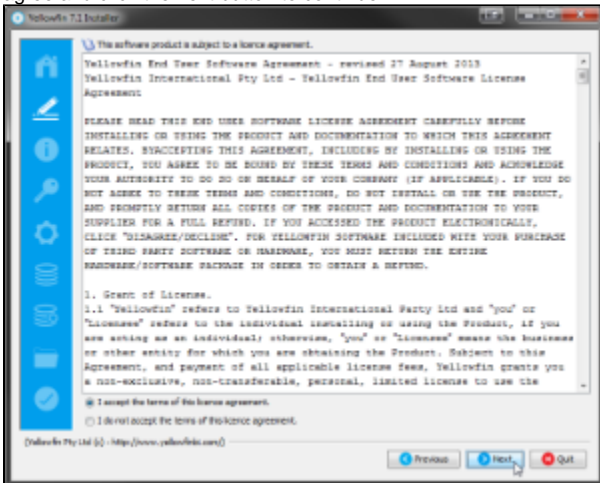 Yellowfin 7.1 Installer
This software product is subject to a licence agreement.
Yellowfin End User Software Agreement - revised 27 August 2013
Yellowfin International Pty Ltd - Yellowfin End User Software License
Agreement
PLEASE READ THIS END USER SOFTWARE LICENSE AGREEMENT CAREFULLY BEFORE
INSTALLING OR USING THE PRODUCT AND DOCUMENTATION TO WHICH THIS AGREEMENT
RELATES. BYACCEPTING THIS AGREEMENT, INCLUDING BY INSTALLING OR USING THE
PRODUCT, YOU AGREE TO BE BOUND BY THESE TERMS AND CONDITIONS AND ACKNOWLEDGE
YOUR AUTHORITY TO DO SO ON BEHALF OF YOUR COMPANY (IF APPLICABLE). IF YOU DO
NOT AGREE TO THESE TERMS AND CONDITIONS, DO NOT INSTALL OR USE THE PRODUCT,
AND PROMPTLY RETURN ALL COPIES OF THE PRODUCT AND DOCUMENTATION TO YOUR
SUPPLIER FOR A FULL REFUND. IF YOU ACCESSED THE PRODUCT ELECTRONICALLY,
CLICK "DISAGREE/DECLINE". FOR YELLOWFIN SOFTWARE INCLUDED WITH YOUR PURCHASE
OF THIRD PARTY SOFTWARE OR HARDWARE, YOU MUST RETURN THE ENTIRE
HARDWARE/SOFTWARE PACKAGE IN ORDER TO OBTAIN A REFUND.
1. Grant of License.
1.1 "Yellowfin" refers to Yellowfin International Party Ltd and "you" or
"Licensee" refers to the individual installing or using the Product, if you
are acting as an individual; otherwise, "you" or "Licensee" means the business
or other entity for which you are obtaining the Product. Subject to this
Agreement, and payment of all applicable license fees, Yellowfin grants you
a non-exclusive, non-transferable, personal, limited license to use the
I accept the terms of this licence agreement.
I do not accept the terms of this licence agreement.
(Yellowfin Pty Ltd (c) - http://www.yellowfinbi.com/)
Previous
Next
Quit